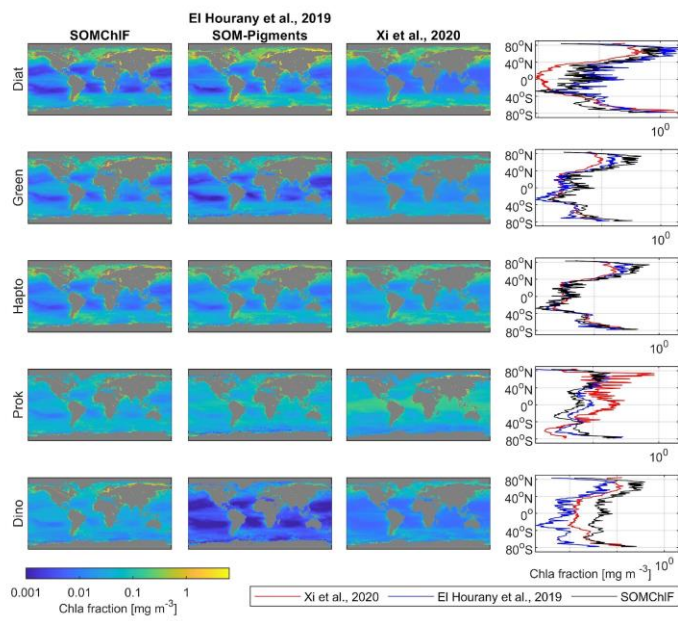 El Hourany et al., 2019
SOMChlF SOM-Pigments Xi et al., 2020
Diat
80°N
40°N
0°
40°S
80°S
10⁰
Green
80°N
40°N
0°
40°S
80°S
10⁰
Hapto
80°N
40°N
0°
40°S
80°S
10⁰
Prok
80°N
40°N
0°
40°S
80°S
10⁰
Dino
80°N
40°N
0°
40°S
80°S
10⁰
Chla fraction [mg m⁻³]
0.001 0.01 0.1 1
Chla fraction [mg m⁻³]
Xi et al., 2020 El Hourany et al., 2019 SOMChlF